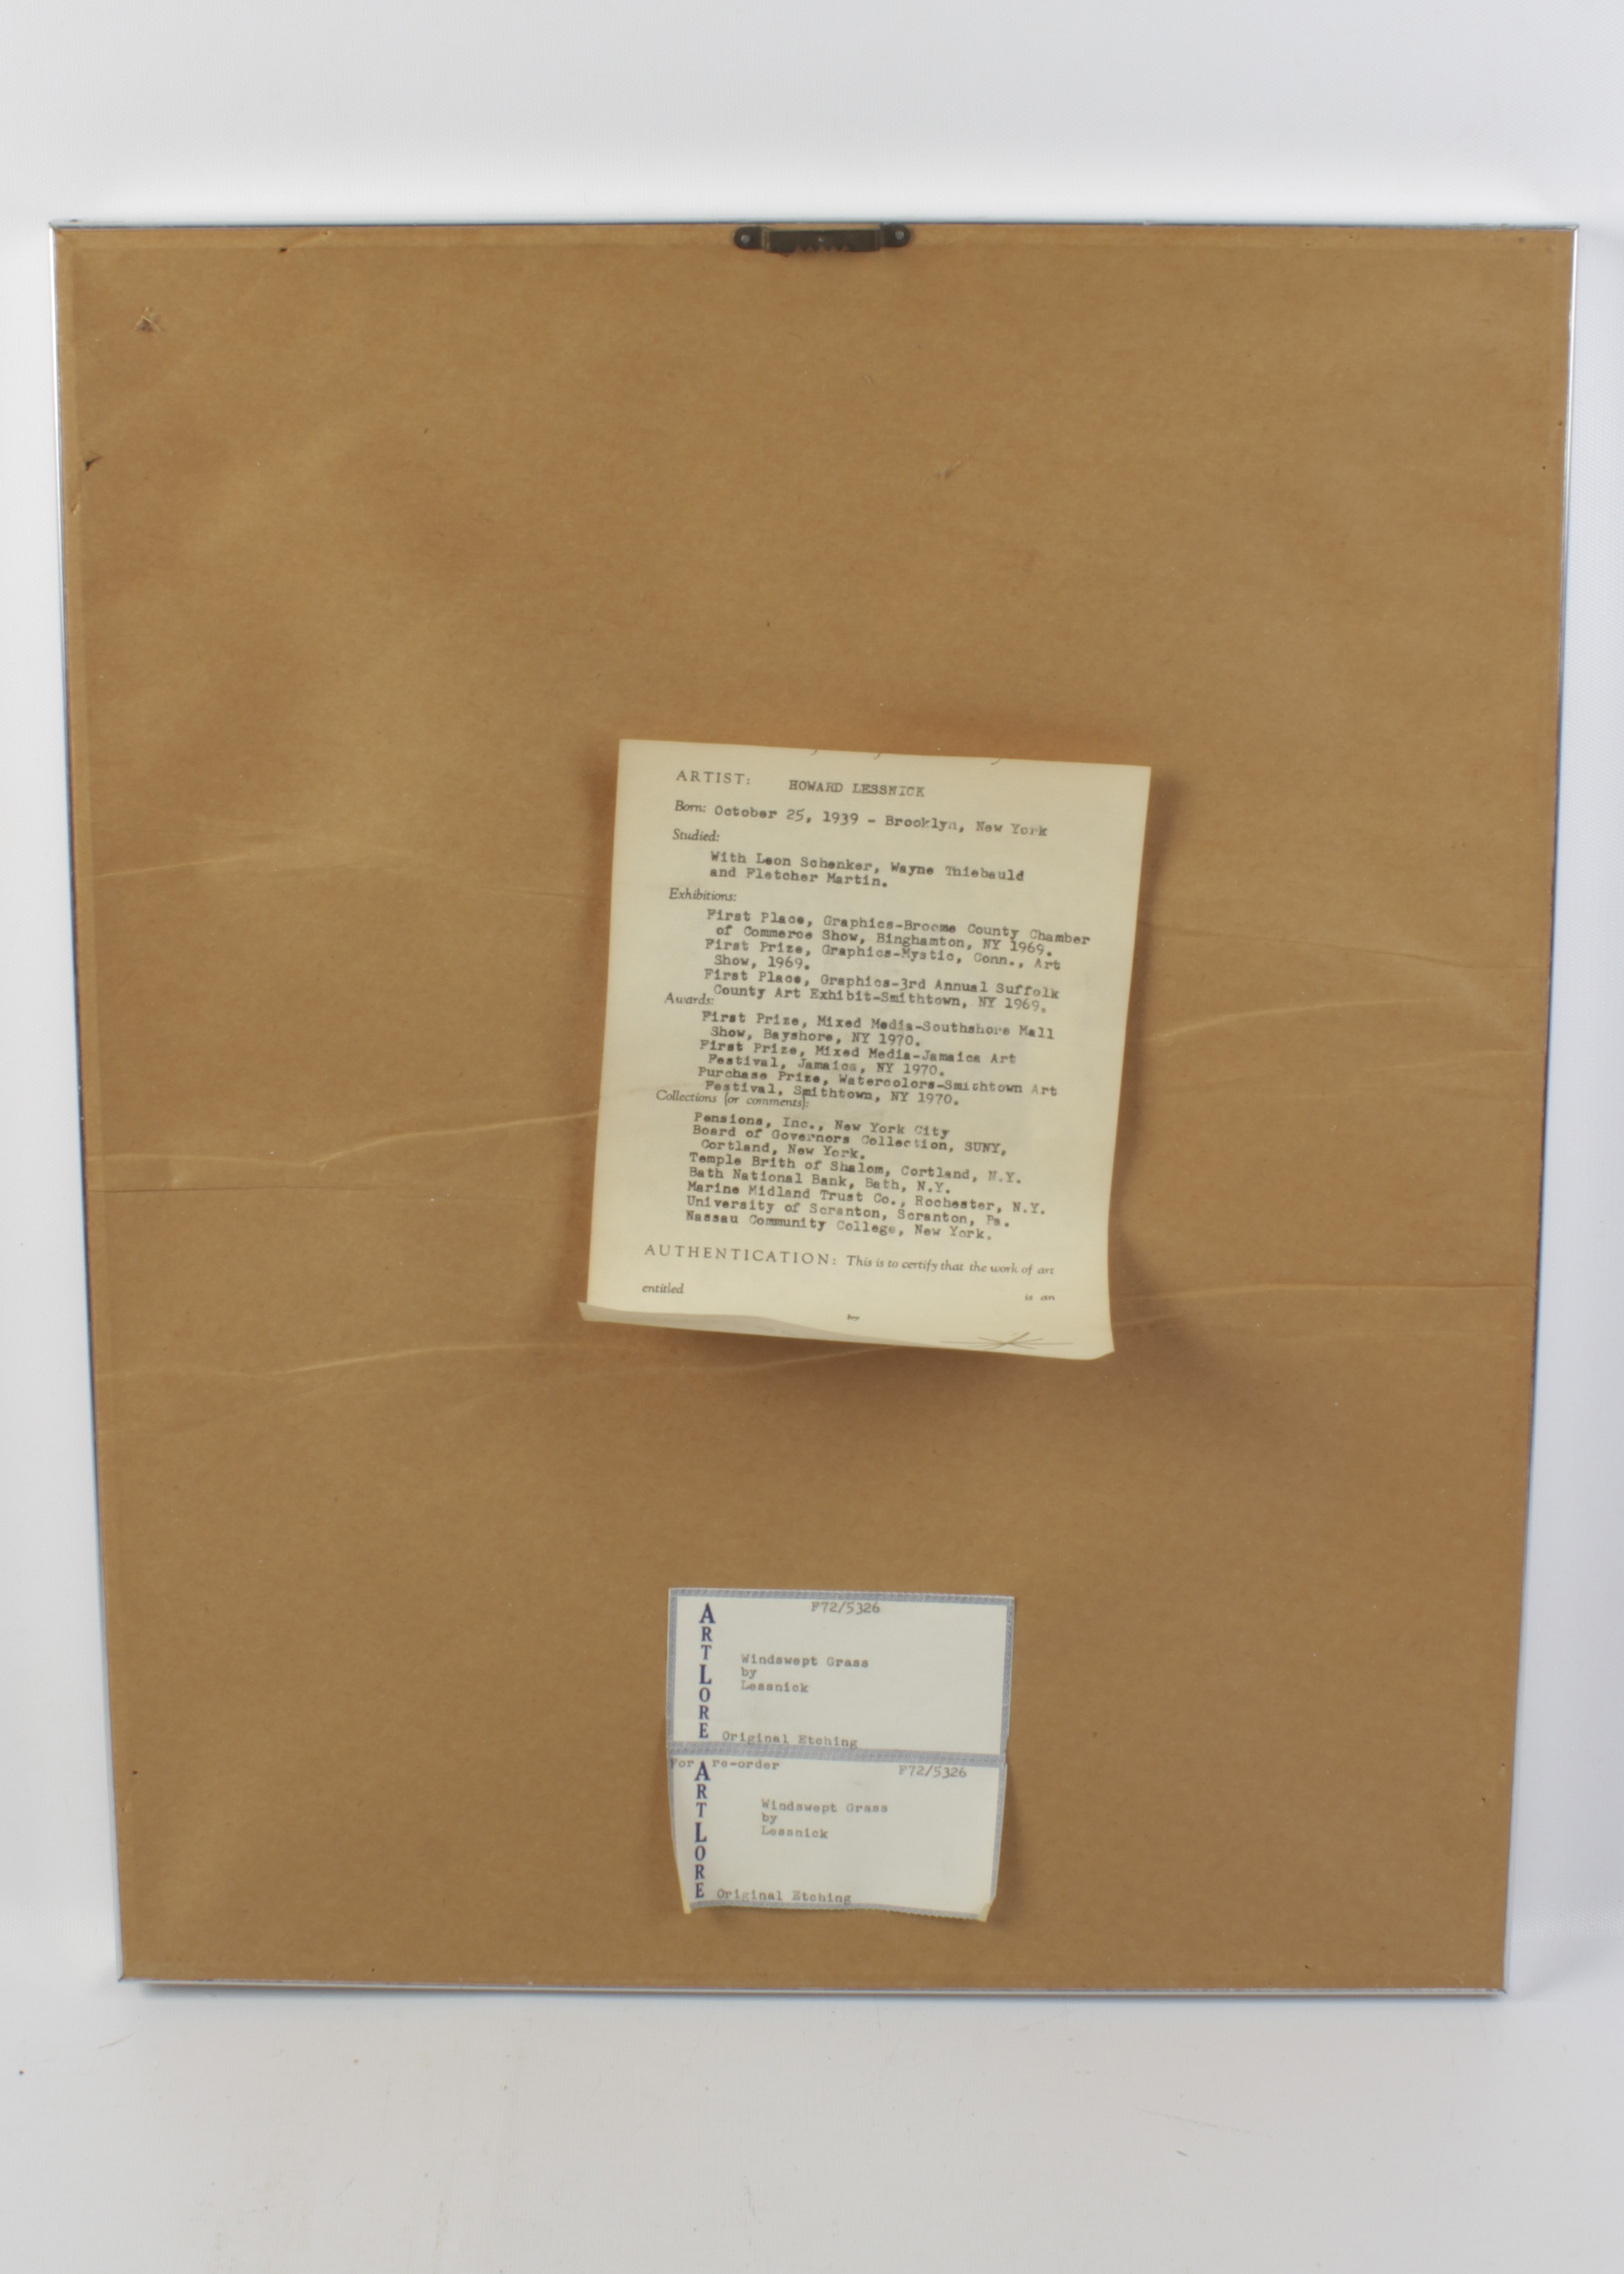 ARTIST: HOWARD LESSNICK
Born: October 25, 1939 - Brooklyn, New York
Studied:
With Leon Schenker, Wayne Thiebauld
and Fletcher Martin.
Exhibitions:
First Place, Graphics-Broome County Chamber
of Commerce Show, Binghamton, NY 1969.
First Prize, Graphics-Mystic, Conn., Art
Show, 1969.
First Place, Graphics-3rd Annual Suffolk
County Art Exhibit-Smithtown, NY 1969.
Awards:
First Prize, Mixed Media-Southshore Mall
Show, Bayshore, NY 1970.
First Prize, Mixed Media-Jamaica Art
Festival, Jamaica, NY 1970.
Purchase Prize, Watercolors-Smithtown Art
Festival, Smithtown, NY 1970.
Collections (or comments):
Pensions, Inc., New York City
Board of Governors Collection, SUNY,
Cortland, New York.
Temple Brith of Shalom, Cortland, N.Y.
Bath National Bank, Bath, N.Y.
Marine Midland Trust Co., Rochester, N.Y.
University of Scranton, Scranton, Pa.
Nassau Community College, New York.
AUTHENTICATION: This is to certify that the work of art
entitled is an
ARTLORE
F72/5326
Windswept Grass
by
Lessnick
Original Etching
For re-order F72/5326
ARTLORE
Windswept Grass
by
Lessnick
Original Etching